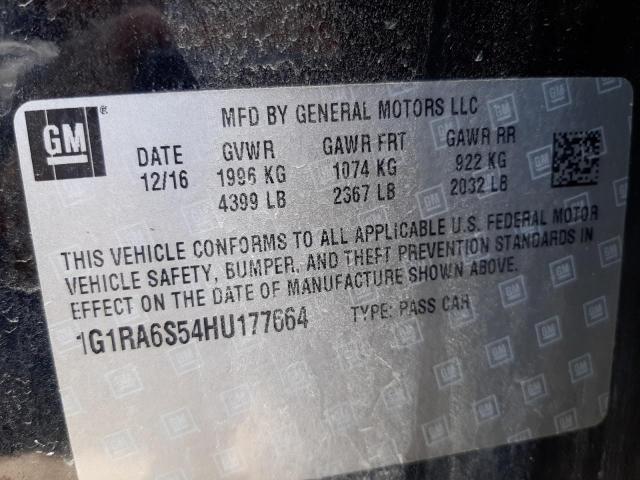 GM®
MFD BY GENERAL MOTORS LLC
DATE GVWR GAWR FRT GAWR RR
12/16 1996 KG 1074 KG 922 KG
4399 LB 2367 LB 2032 LB
THIS VEHICLE CONFORMS TO ALL APPLICABLE U.S. FEDERAL MOTOR
VEHICLE SAFETY, BUMPER, AND THEFT PREVENTION STANDARDS IN
EFFECT ON THE DATE OF MANUFACTURE SHOWN ABOVE.
1G1RA6S54HU177664 TYPE: PASS CAR